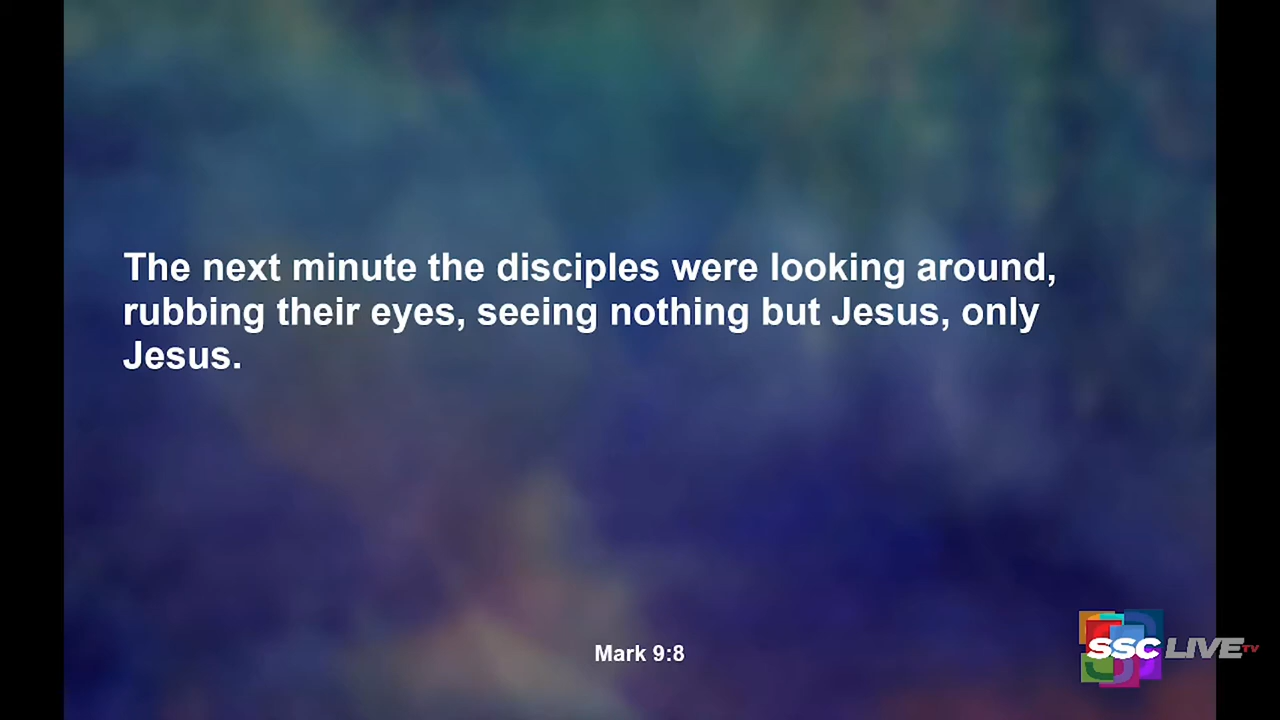 The next minute the disciples were looking around,
rubbing their eyes, seeing nothing but Jesus, only
Jesus.
Mark 9:8
SSC LIVE TV